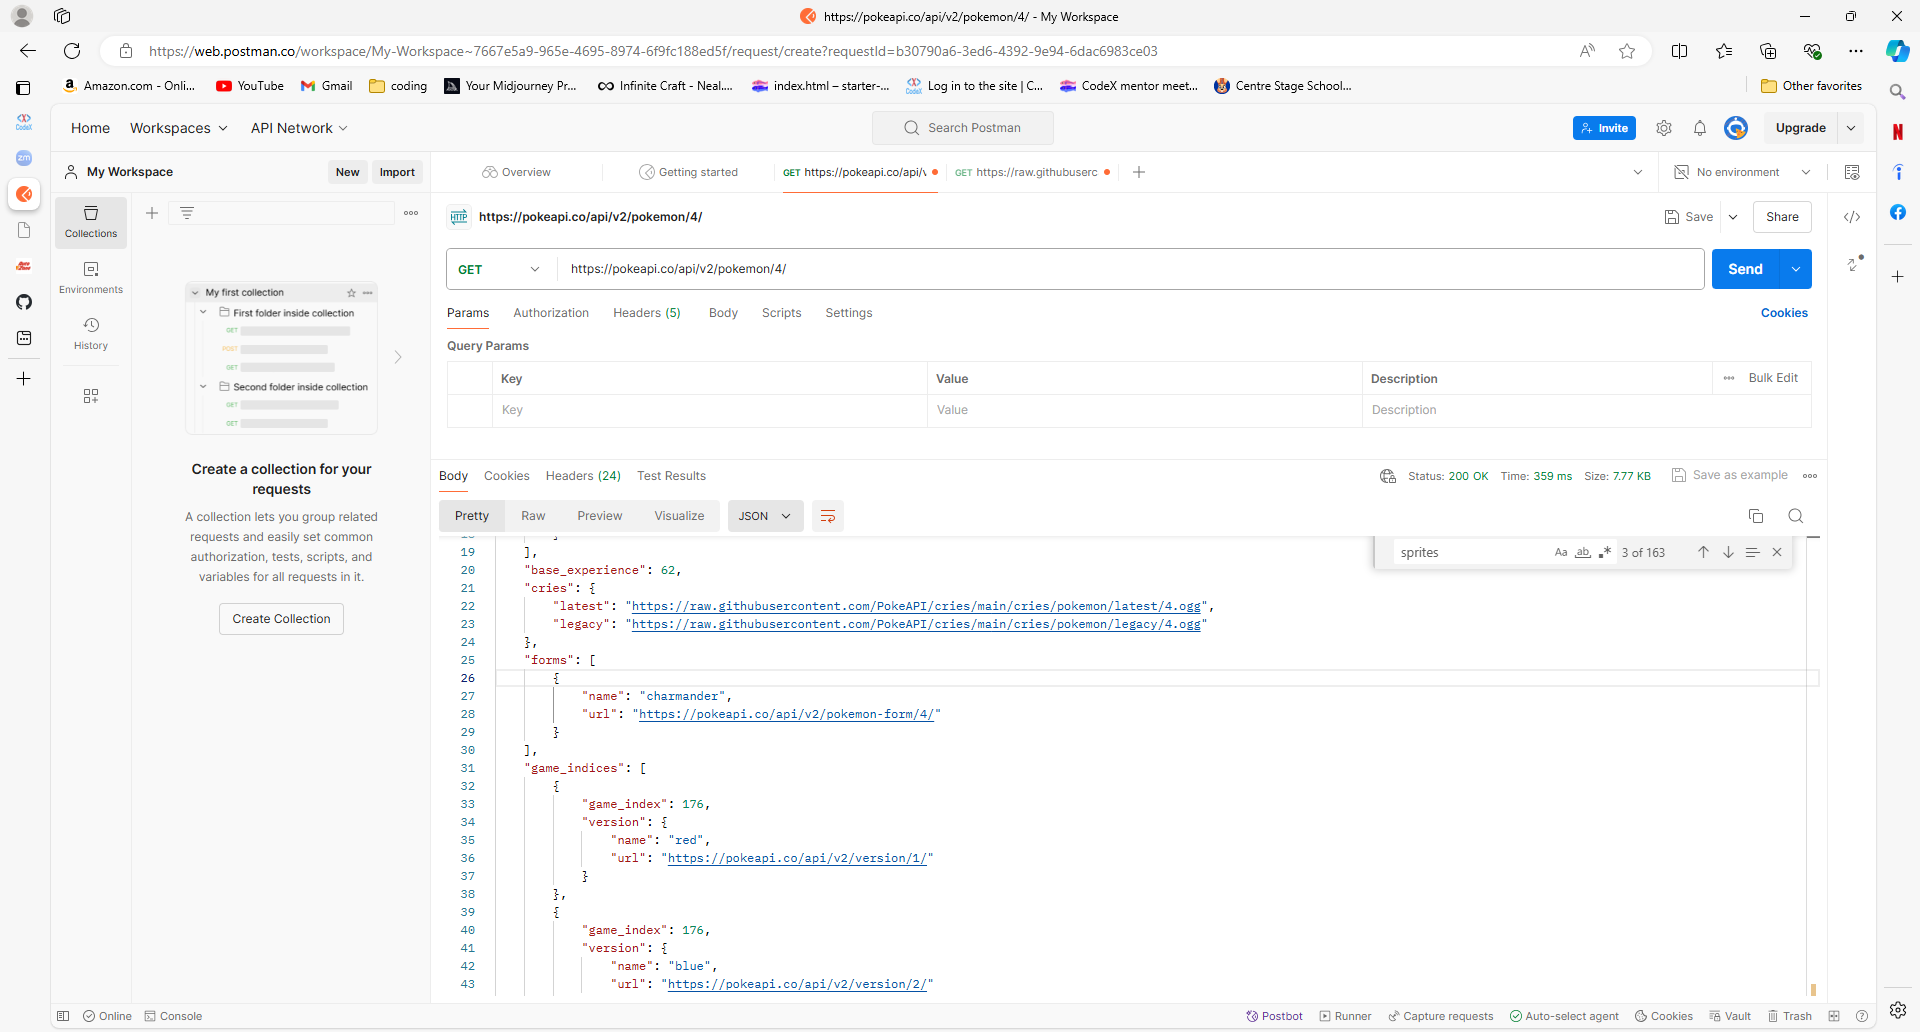 https://pokeapi.co/api/v2/pokemon/4/ - My Workspace
https://web.postman.co/workspace/My-Workspace~7667e5a9-965e-4695-8974-6f9fc188ed5f/request/create?requestId=b30790a6-3ed6-4392-9e94-6dac6983ce03
Amazon.com - Onli...
YouTube
Gmail
coding
Your Midjourney Pr...
Infinite Craft - Neal....
index.html – starter-...
Log in to the site | C...
CodeX mentor meet...
Centre Stage School...
Other favorites
Home
Workspaces
API Network
Search Postman
Invite
Upgrade
My Workspace
New
Import
Overview
Getting started
GET https://pokeapi.co/api/v
GET https://raw.githubuserc
No environment
Collections
Environments
History
My first collection
First folder inside collection
GET
POST
GET
Second folder inside collection
GET
GET
Create a collection for your
requests
A collection lets you group related
requests and easily set common
authorization, tests, scripts, and
variables for all requests in it.
Create Collection
HTTP
https://pokeapi.co/api/v2/pokemon/4/
Save
Share
GET
https://pokeapi.co/api/v2/pokemon/4/
Send
Params
Authorization
Headers (5)
Body
Scripts
Settings
Cookies
Query Params
Key Value Description
Bulk Edit
Key Value Description
Body
Cookies
Headers (24)
Test Results
Status: 200 OK Time: 359 ms Size: 7.77 KB
Save as example
Pretty
Raw
Preview
Visualize
JSON
sprites
Aa
ab
3 of 163
19 ],
20 "base_experience": 62,
21 "cries": {
22 "latest": "https://raw.githubusercontent.com/PokeAPI/cries/main/cries/pokemon/latest/4.ogg",
23 "legacy": "https://raw.githubusercontent.com/PokeAPI/cries/main/cries/pokemon/legacy/4.ogg"
24 },
25 "forms": [
26 {
27 "name": "charmander",
28 "url": "https://pokeapi.co/api/v2/pokemon-form/4/"
29 }
30 ],
31 "game_indices": [
32 {
33 "game_index": 176,
34 "version": {
35 "name": "red",
36 "url": "https://pokeapi.co/api/v2/version/1/"
37 }
38 },
39 {
40 "game_index": 176,
41 "version": {
42 "name": "blue",
43 "url": "https://pokeapi.co/api/v2/version/2/"
Online
Console
Postbot
Runner
Capture requests
Auto-select agent
Cookies
Vault
Trash